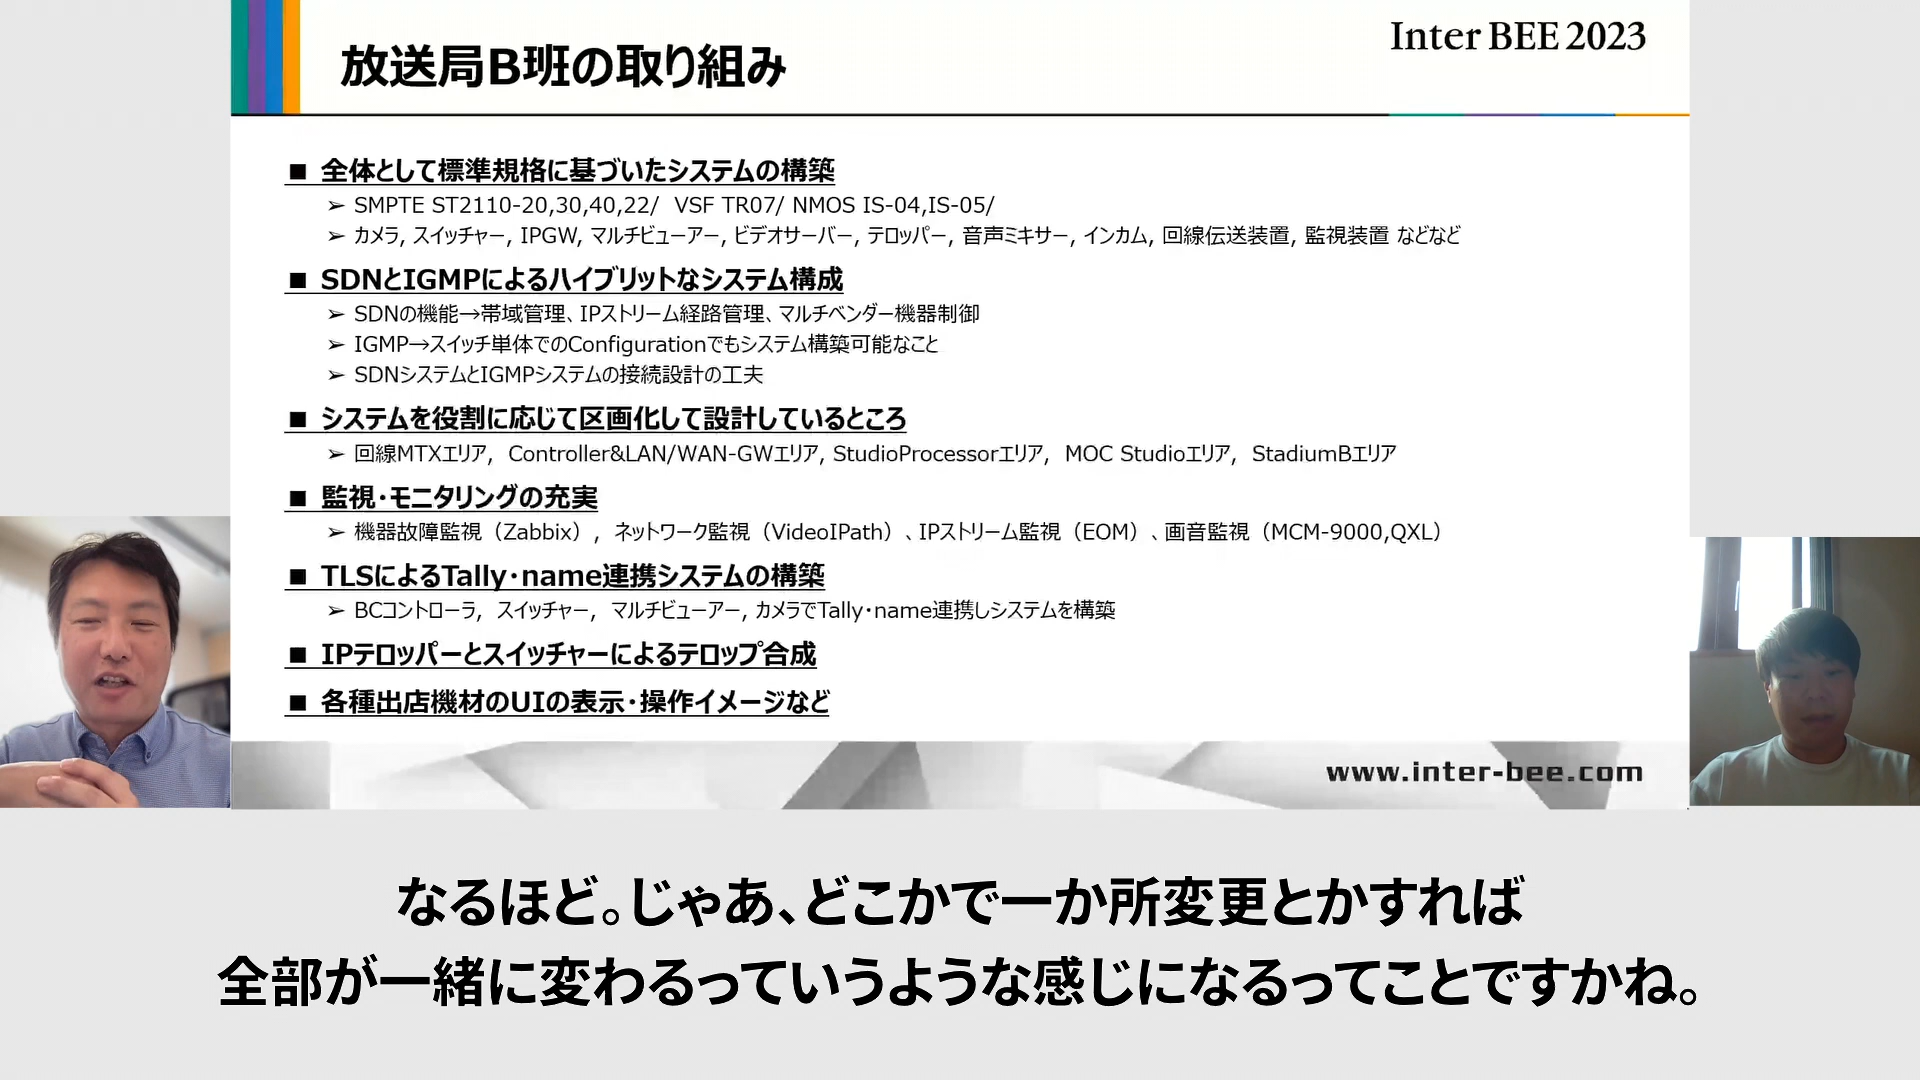 Inter BEE 2023
放送局B班の取り組み
■ 全体として標準規格に基づいたシステムの構築
➢ SMPTE ST2110-20,30,40,22/ VSF TR07/ NMOS IS-04,IS-05/
➢ カメラ, スイッチャー, IPGW, マルチビューアー, ビデオサーバー, テロッパー, 音声ミキサー, インカム, 回線伝送装置, 監視装置 などなど
■ SDNとIGMPによるハイブリットなシステム構成
➢ SDNの機能→帯域管理、IPストリーム経路管理、マルチベンダー機器制御
➢ IGMP→スイッチ単体でのConfigurationでもシステム構築可能なこと
➢ SDNシステムとIGMPシステムの接続設計の工夫
■ システムを役割に応じて区画化して設計しているところ
➢ 回線MTXエリア, Controller&LAN/WAN-GWエリア, StudioProcessorエリア, MOC Studioエリア, StadiumBエリア
■ 監視・モニタリングの充実
➢ 機器故障監視（Zabbix）, ネットワーク監視（VideoIPath）、IPストリーム監視（EOM）、画音監視（MCM-9000,QXL）
■ TLSによるTally・name連携システムの構築
➢ BCコントローラ, スイッチャー, マルチビューアー, カメラでTally・name連携しシステムを構築
■ IPテロッパーとスイッチャーによるテロップ合成
■ 各種出店機材のUIの表示・操作イメージなど
www.inter-bee.com
なるほど。じゃあ、どこかで一か所変更とかすれば
全部が一緒に変わるっていうような感じになるってことですかね。